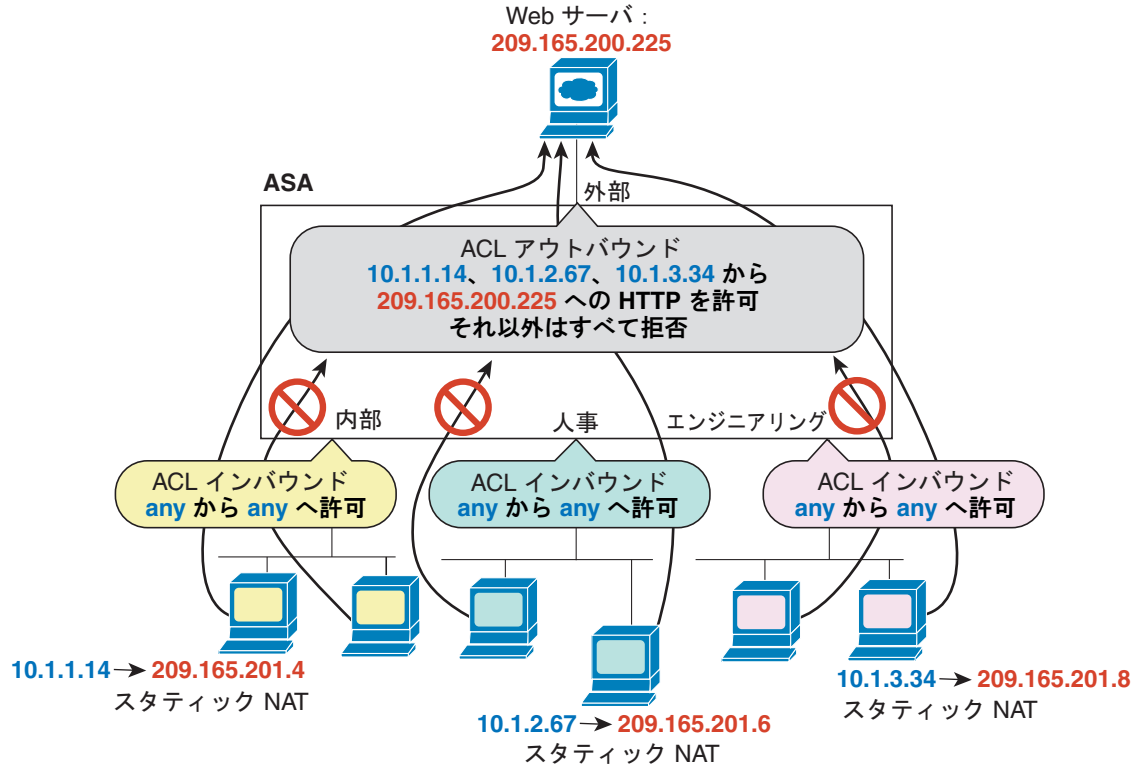 Web サーバ：
209.165.200.225
ASA
外部
ACL アウトバウンド
10.1.1.14、10.1.2.67、10.1.3.34 から
209.165.200.225 への HTTP を許可
それ以外はすべて拒否
内部
人事
エンジニアリング
ACL インバウンド
any から any へ許可
ACL インバウンド
any から any へ許可
ACL インバウンド
any から any へ許可
10.1.1.14 → 209.165.201.4
スタティック NAT
10.1.2.67 → 209.165.201.6
スタティック NAT
10.1.3.34 → 209.165.201.8
スタティック NAT